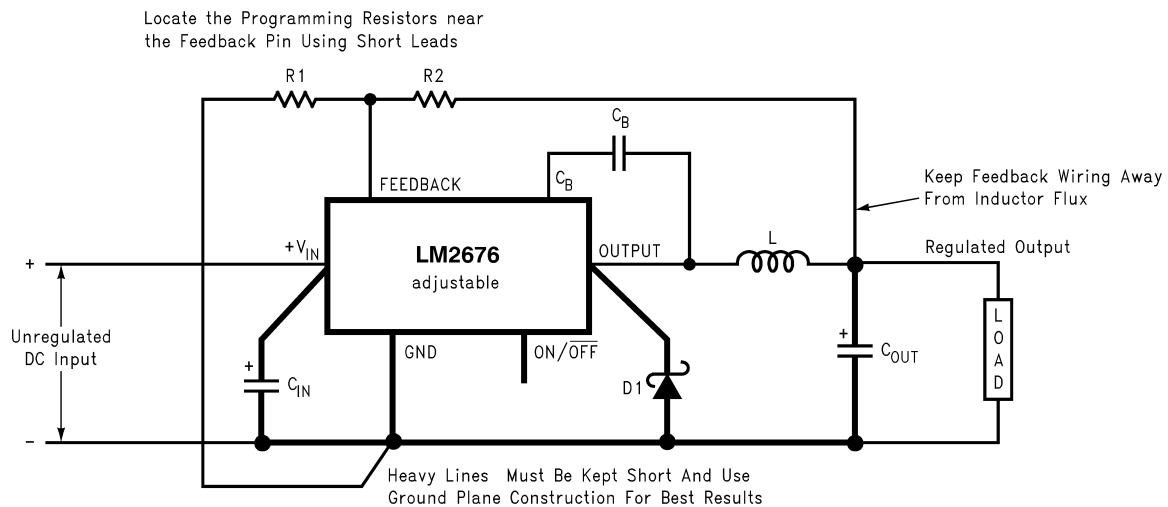 Locate the Programming Resistors near
the Feedback Pin Using Short Leads
R1
R2
C_B
FEEDBACK
C_B
Keep Feedback Wiring Away
From Inductor Flux
+V_IN
LM2676
adjustable
OUTPUT
L
Regulated Output
+
Unregulated
DC Input
GND
ON/O̅F̅F̅
+
C_IN
D1
+
C_OUT
LOAD
−
Heavy Lines Must Be Kept Short And Use
Ground Plane Construction For Best Results